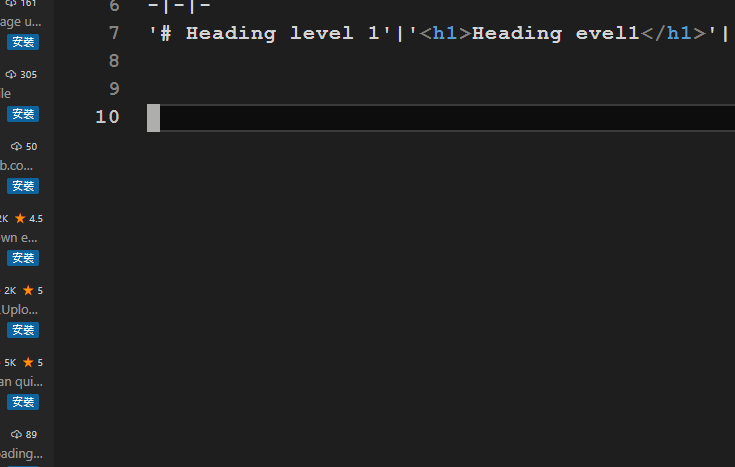 161
age u...
安装
305
le
安装
50
b.co...
安装
2K ★ 4.5
wn e...
安装
2K ★ 5
Uplo...
安装
5K ★ 5
an qui...
安装
89
ading...
6 -|-|-
7 '# Heading level 1'|'<h1>Heading evel1</h1>'|
8
9
10